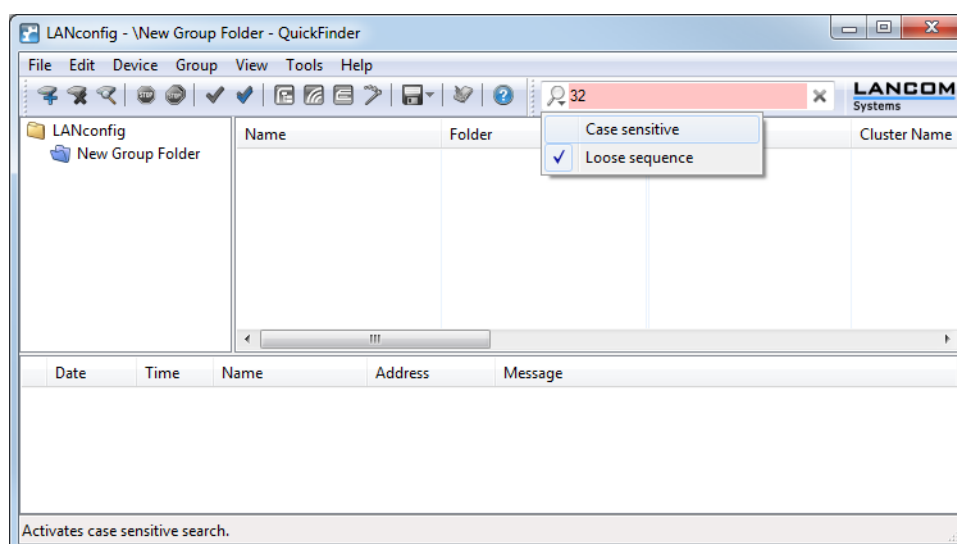 LANconfig - \New Group Folder - QuickFinder
File Edit Device Group View Tools Help
32
LANCOM
Systems
LANconfig
New Group Folder
Name Folder Cluster Name
Case sensitive
Loose sequence
Date Time Name Address Message
Activates case sensitive search.